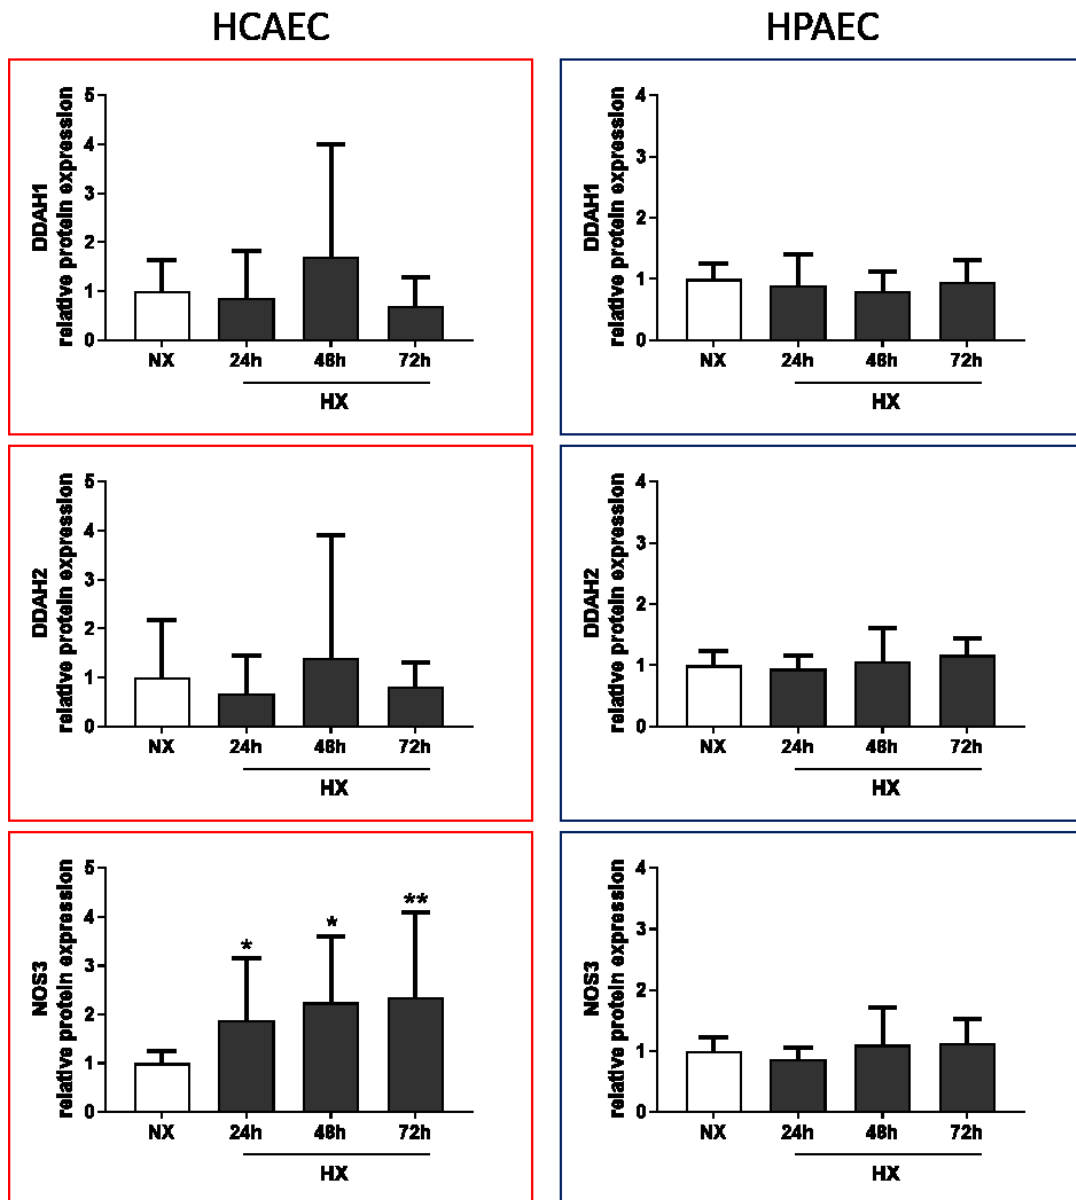 HCAEC
HPAEC
DDAH1
relative protein expression
5
4
3
2
1
0
NX 24h 48h 72h
HX
DDAH1
relative protein expression
4
3
2
1
0
NX 24h 48h 72h
HX
DDAH2
relative protein expression
5
4
3
2
1
0
NX 24h 48h 72h
HX
DDAH2
relative protein expression
4
3
2
1
0
NX 24h 48h 72h
HX
NOS3
relative protein expression
5
4
3
2
1
0
* * **
NX 24h 48h 72h
HX
NOS3
relative protein expression
4
3
2
1
0
NX 24h 48h 72h
HX